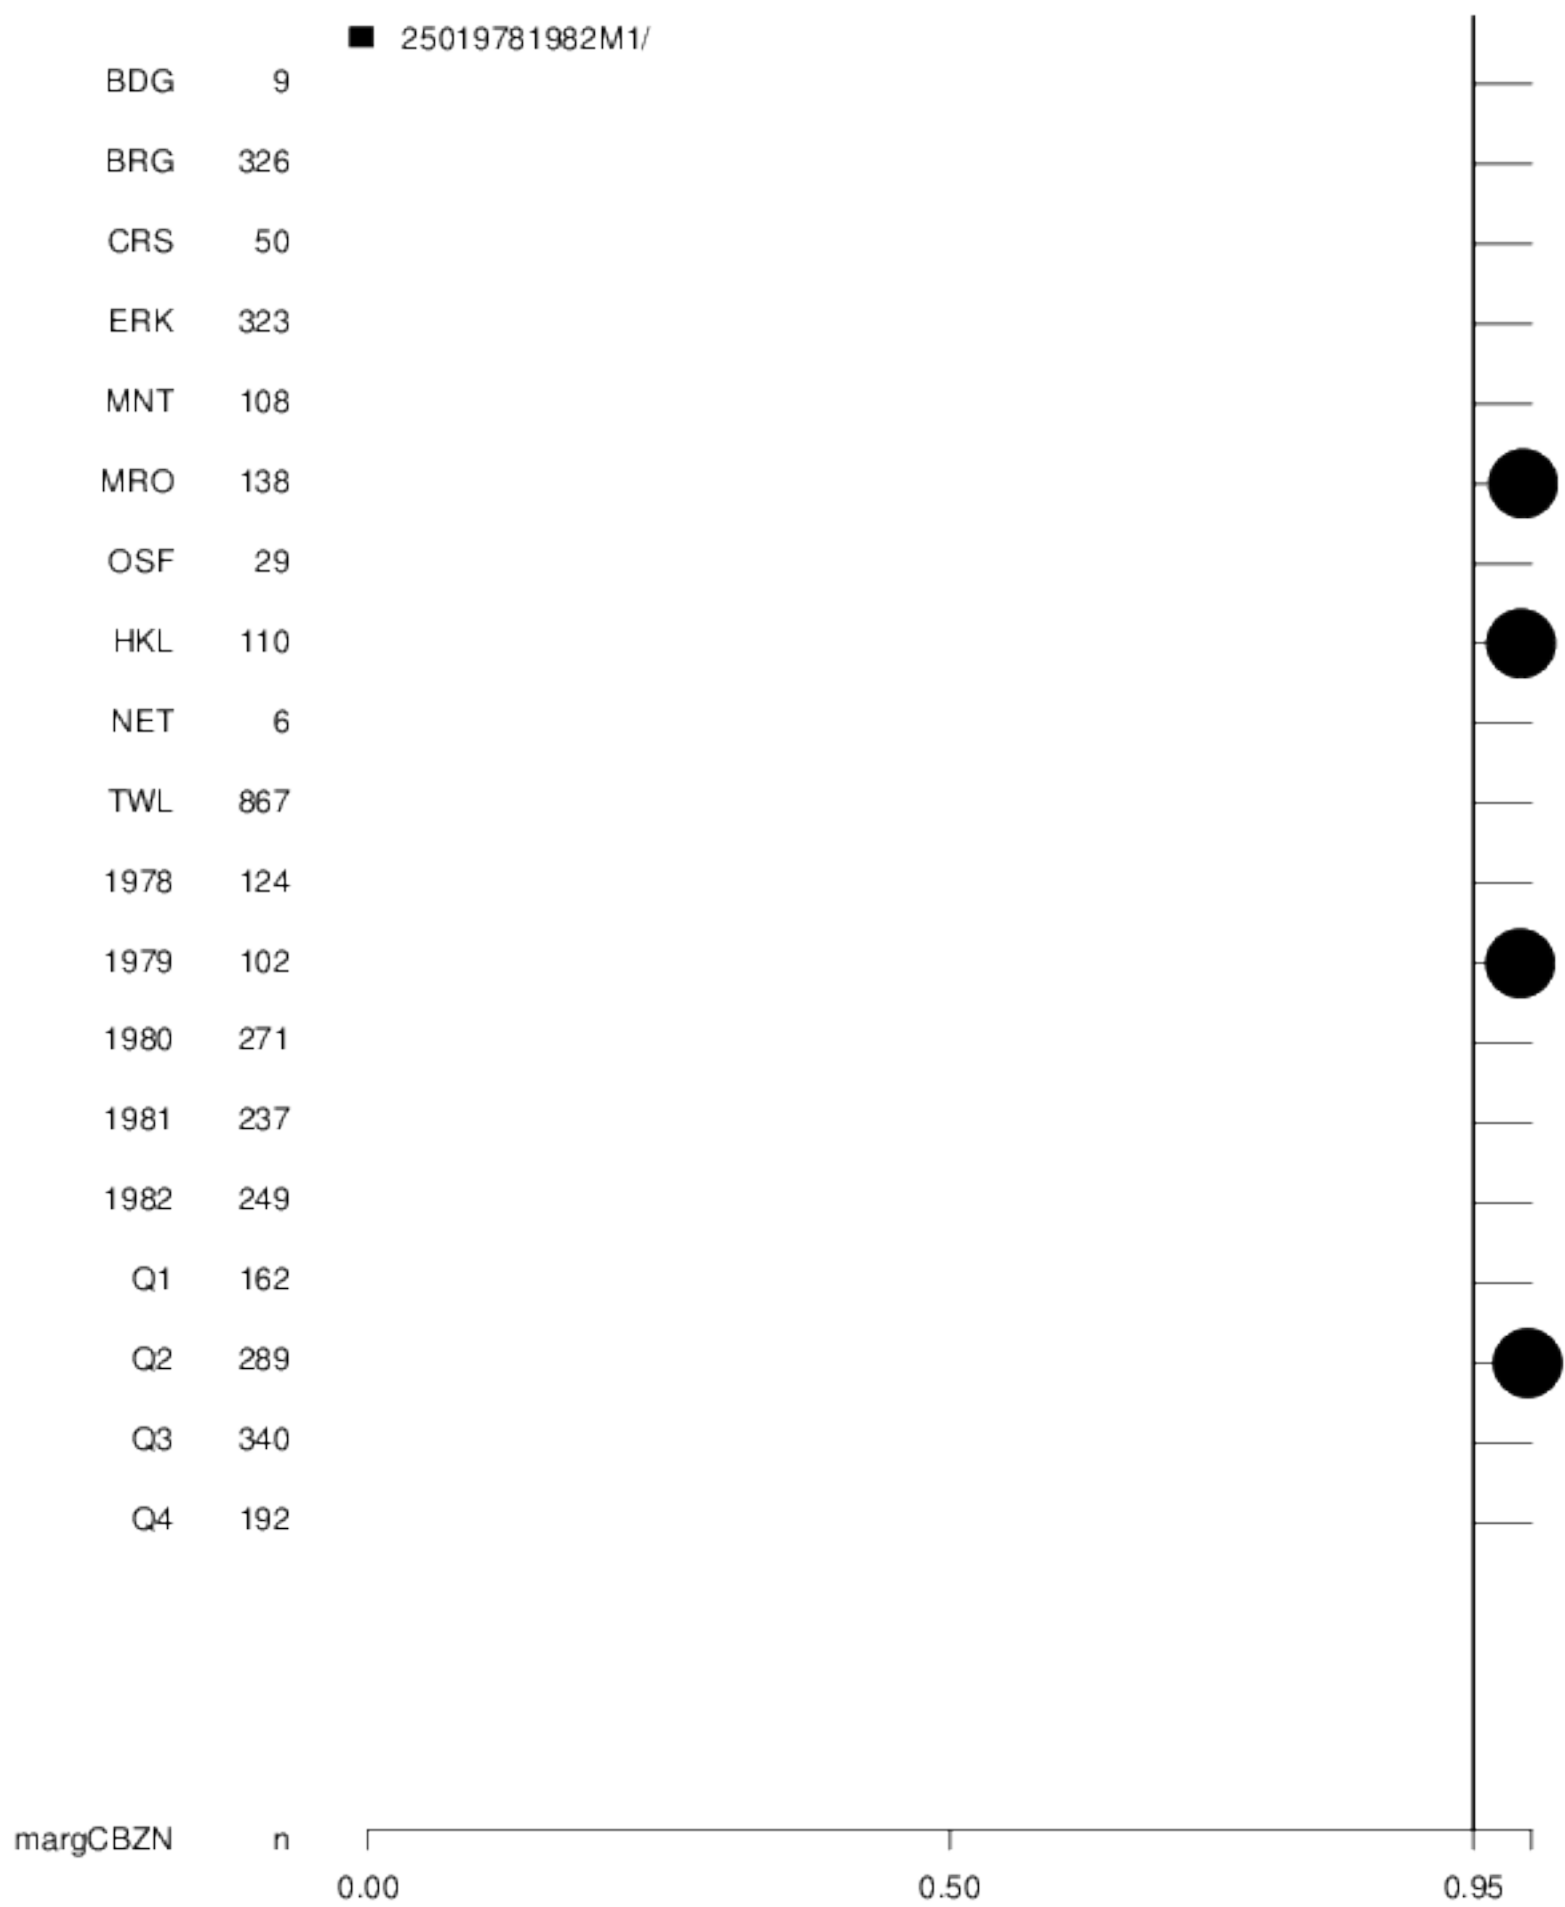 25019781982M1/
BDG 9
BRG 326
CRS 50
ERK 323
MNT 108
MRO 138
OSF 29
HKL 110
NET 6
TWL 867
1978 124
1979 102
1980 271
1981 237
1982 249
Q1 162
Q2 289
Q3 340
Q4 192
margCBZN n
0.00 0.50 0.95